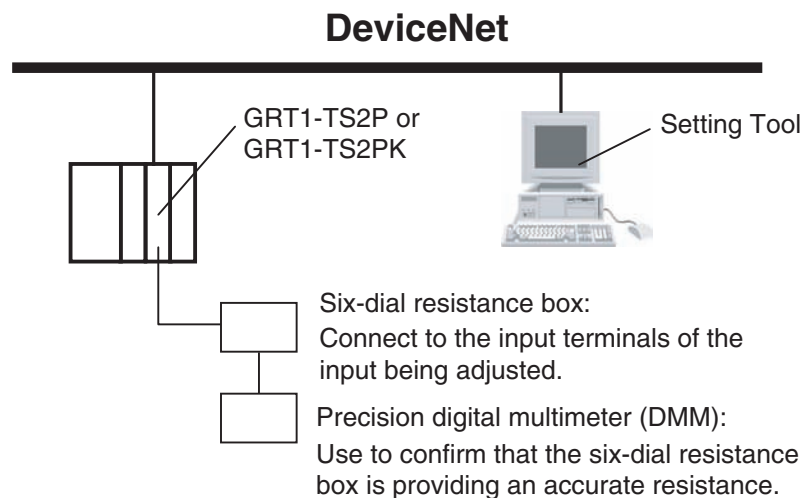 DeviceNet
GRT1-TS2P or
GRT1-TS2PK
Setting Tool
Six-dial resistance box:
Connect to the input terminals of the
input being adjusted.
Precision digital multimeter (DMM):
Use to confirm that the six-dial resistance
box is providing an accurate resistance.